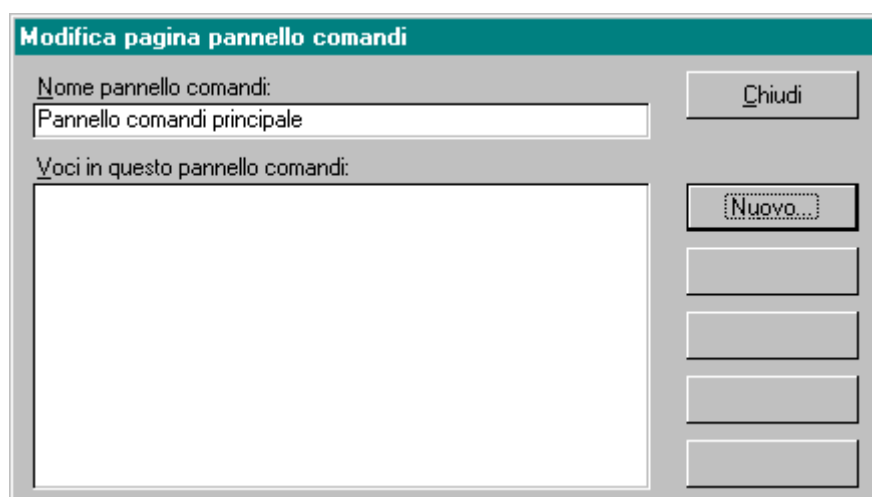 Modifica pagina pannello comandi
Nome pannello comandi:
Chiudi
Pannello comandi principale
Voci in questo pannello comandi:
Nuovo...